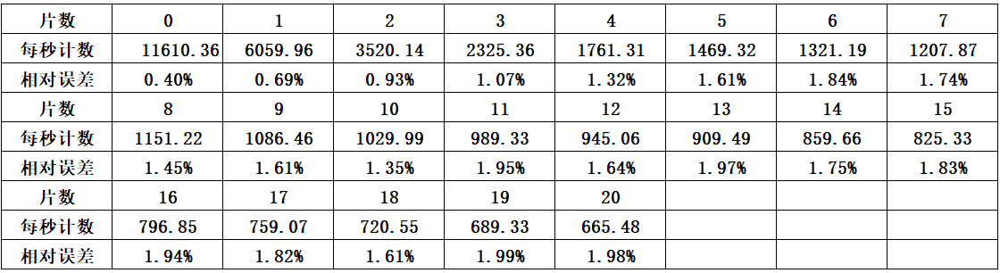 片数 0 1 2 3 4 5 6 7
每秒计数 11610.36 6059.96 3520.14 2325.36 1761.31 1469.32 1321.19 1207.87
相对误差 0.40% 0.69% 0.93% 1.07% 1.32% 1.61% 1.84% 1.74%
片数 8 9 10 11 12 13 14 15
每秒计数 1151.22 1086.46 1029.99 989.33 945.06 909.49 859.66 825.33
相对误差 1.45% 1.61% 1.35% 1.95% 1.64% 1.97% 1.75% 1.83%
片数 16 17 18 19 20
每秒计数 796.85 759.07 720.55 689.33 665.48
相对误差 1.94% 1.82% 1.61% 1.99% 1.98%